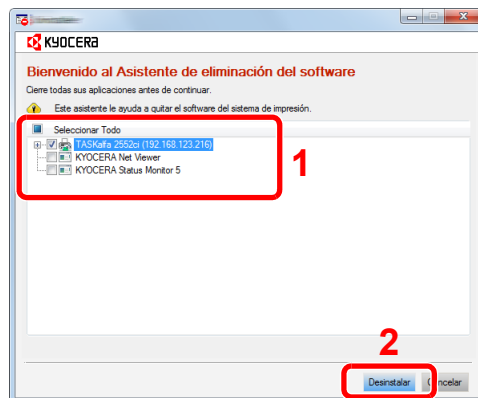 KYOCERA
Bienvenido al Asistente de eliminación del software
Cierre todas sus aplicaciones antes de continuar.
Este asistente le ayuda a quitar el software del sistema de impresión.
Seleccionar Todo
TASKalfa 2552ci (192.168.123.216)
KYOCERA Net Viewer
KYOCERA Status Monitor 5
1
2
Desinstalar
Cancelar